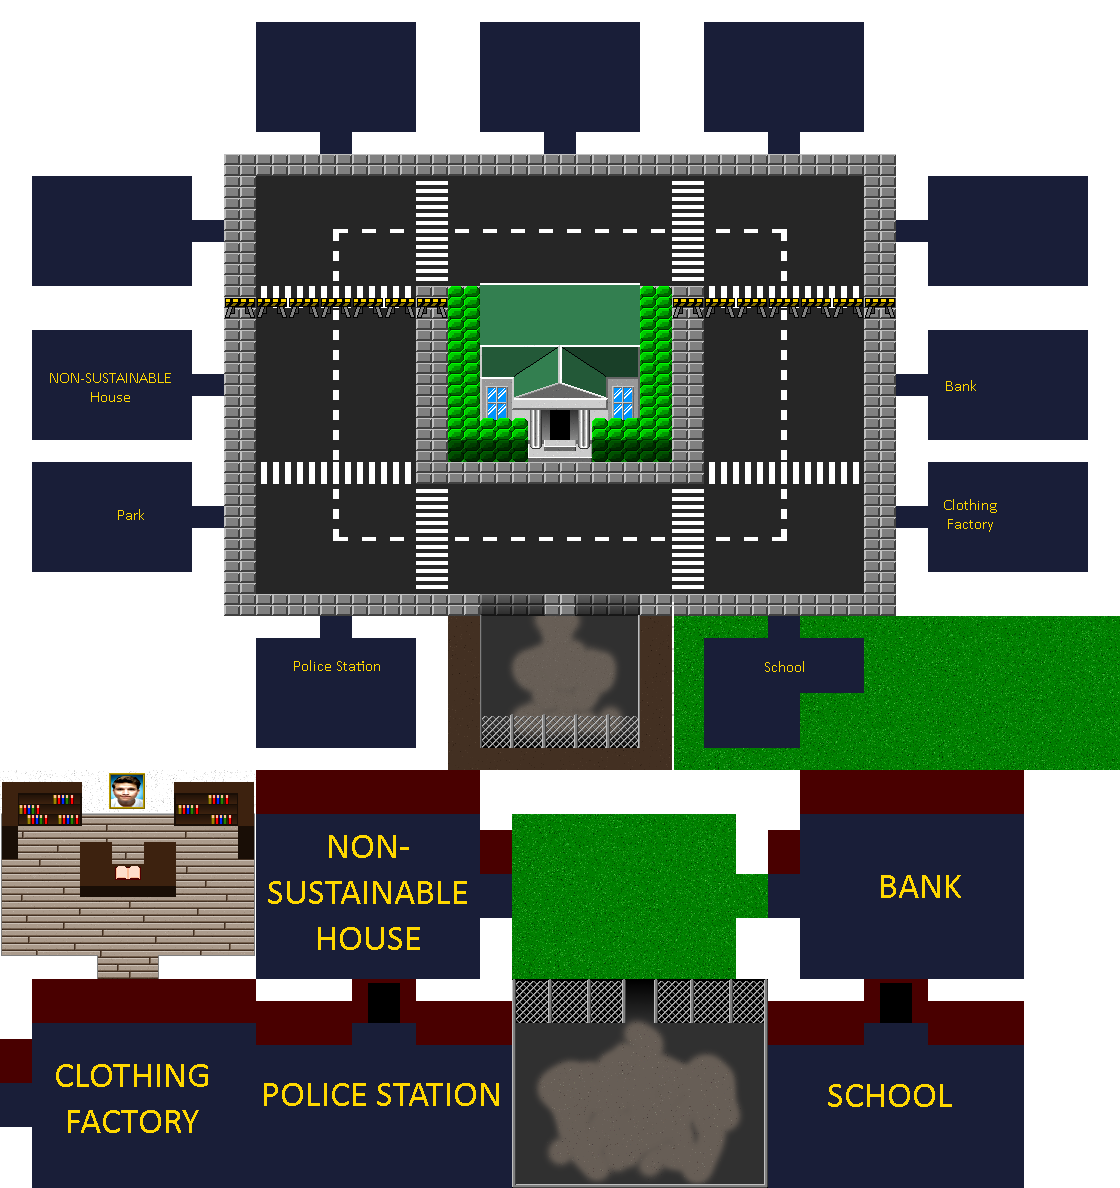 NON-SUSTAINABLE
House
Bank
Park
Clothing
Factory
Police Station
School
NON-
SUSTAINABLE
HOUSE
BANK
CLOTHING
FACTORY
POLICE STATION
SCHOOL